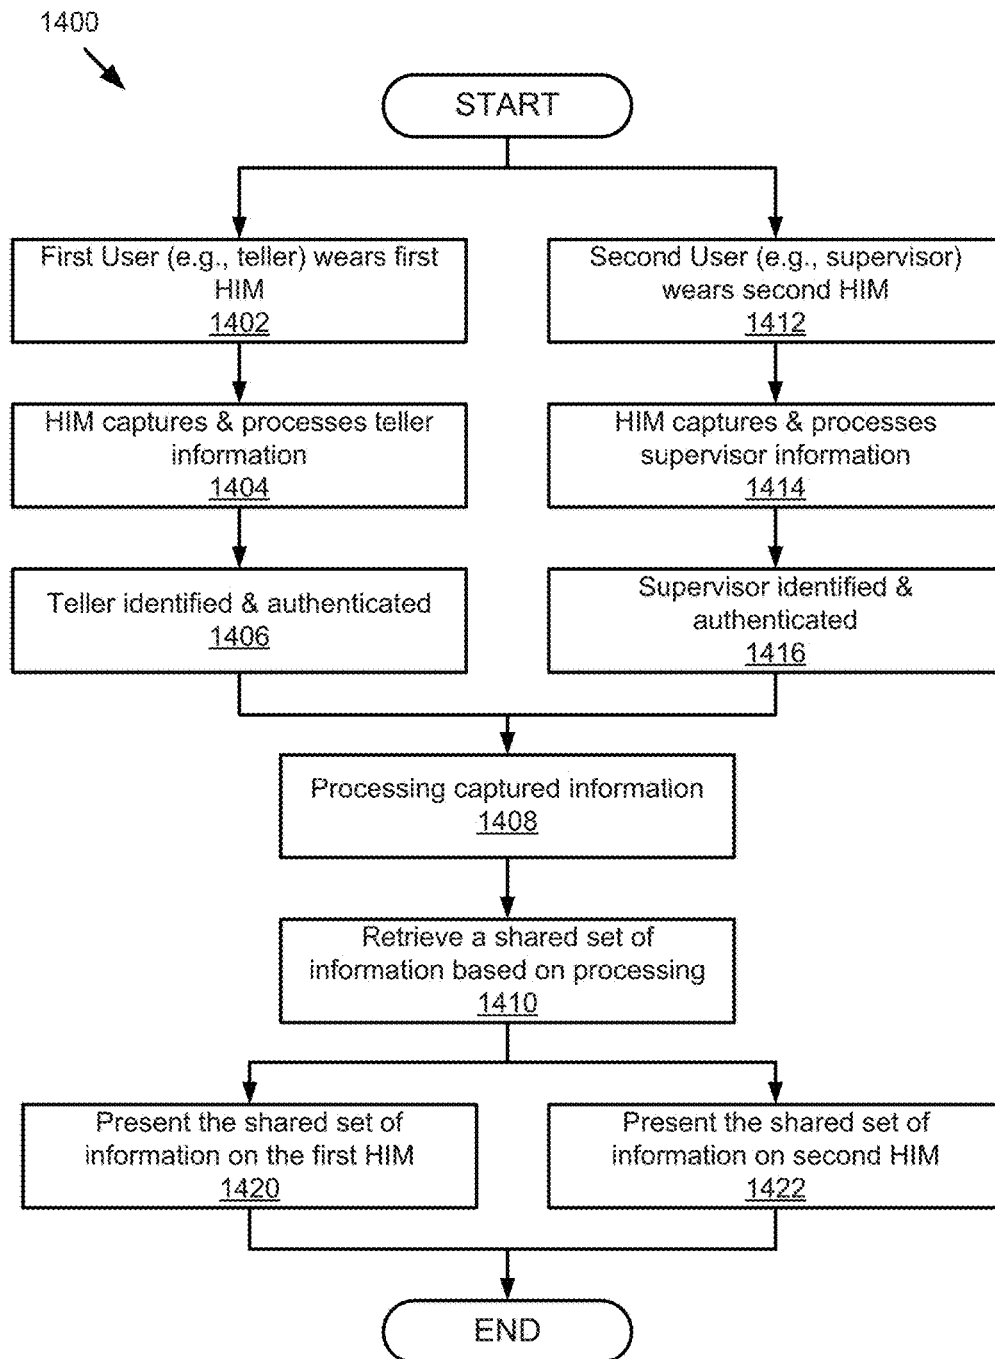 1400
START
First User (e.g., teller) wears first
HIM
1402
Second User (e.g., supervisor)
wears second HIM
1412
HIM captures & processes teller
information
1404
HIM captures & processes
supervisor information
1414
Teller identified & authenticated
1406
Supervisor identified &
authenticated
1416
Processing captured information
1408
Retrieve a shared set of
information based on processing
1410
Present the shared set of
information on the first HIM
1420
Present the shared set of
information on second HIM
1422
END